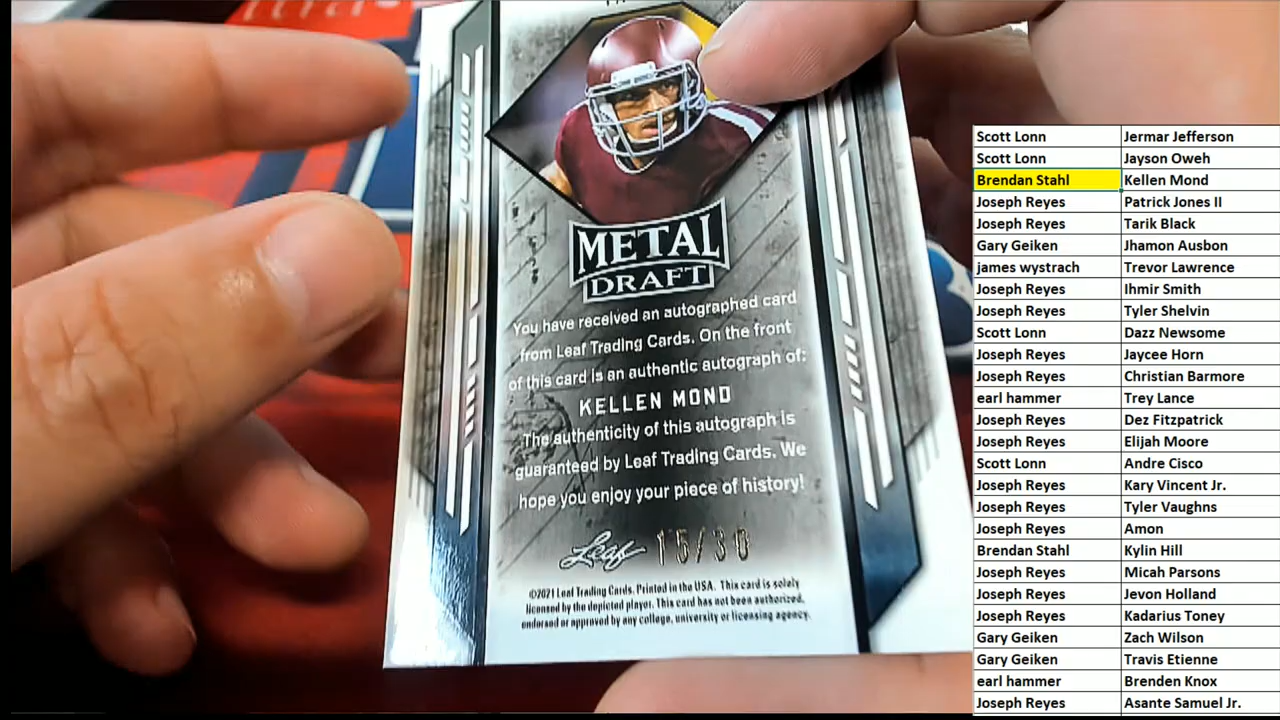 METAL
DRAFT
You have received an autographed card
from Leaf Trading Cards. On the front
of this card is an authentic autograph of:
KELLEN MOND
The authenticity of this autograph is
guaranteed by Leaf Trading Cards. We
hope you enjoy your piece of history!
Leaf 15/30
©2021 Leaf Trading Cards. Printed in the USA. This card is solely
licensed by the depicted player. This card has not been authorized,
endorsed or approved by any college, university or licensing agency.
Scott Lonn Jermar Jefferson
Scott Lonn Jayson Oweh
Brendan Stahl Kellen Mond
Joseph Reyes Patrick Jones II
Joseph Reyes Tarik Black
Gary Geiken Jhamon Ausbon
james wystrach Trevor Lawrence
Joseph Reyes Ihmir Smith
Joseph Reyes Tyler Shelvin
Scott Lonn Dazz Newsome
Joseph Reyes Jaycee Horn
Joseph Reyes Christian Barmore
earl hammer Trey Lance
Joseph Reyes Dez Fitzpatrick
Joseph Reyes Elijah Moore
Scott Lonn Andre Cisco
Joseph Reyes Kary Vincent Jr.
Joseph Reyes Tyler Vaughns
Joseph Reyes Amon
Brendan Stahl Kylin Hill
Joseph Reyes Micah Parsons
Joseph Reyes Jevon Holland
Joseph Reyes Kadarius Toney
Gary Geiken Zach Wilson
Gary Geiken Travis Etienne
earl hammer Brenden Knox
Joseph Reyes Asante Samuel Jr.